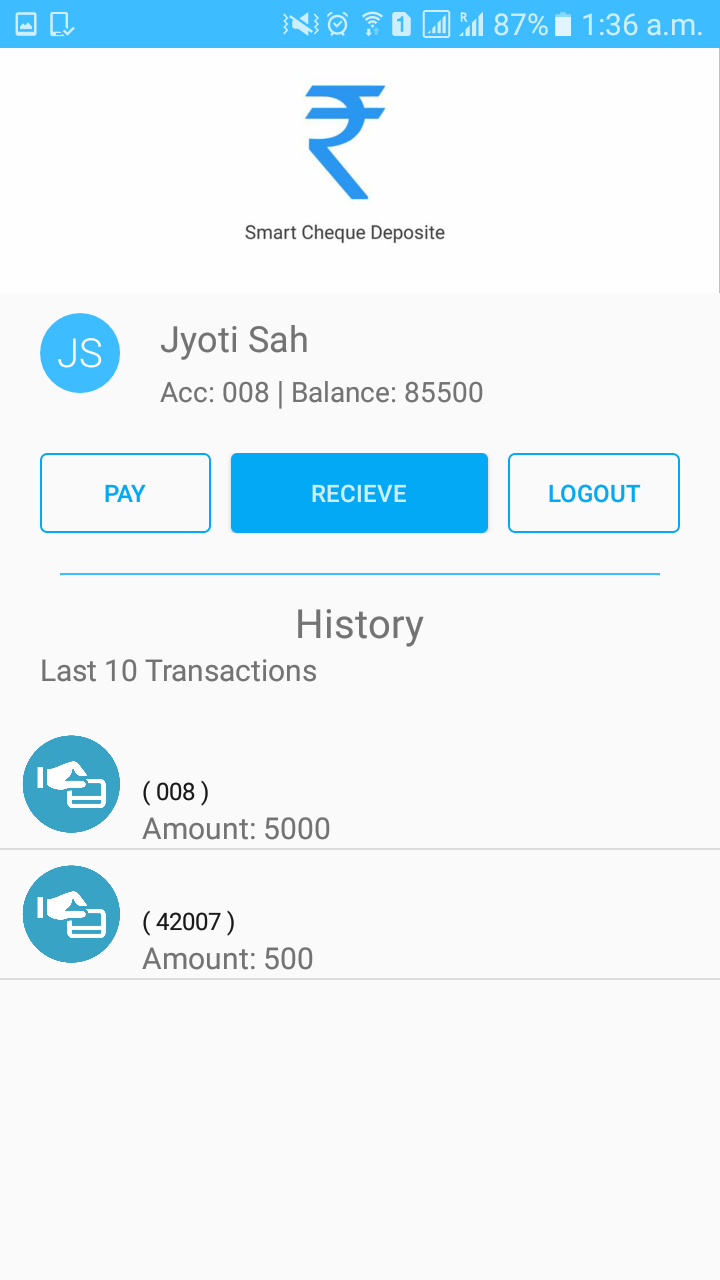 R 1 87% 1:36 a.m.
₹
Smart Cheque Deposite
JS
Jyoti Sah
Acc: 008 | Balance: 85500
PAY RECIEVE LOGOUT
History
Last 10 Transactions
( 008 )
Amount: 5000
( 42007 )
Amount: 500